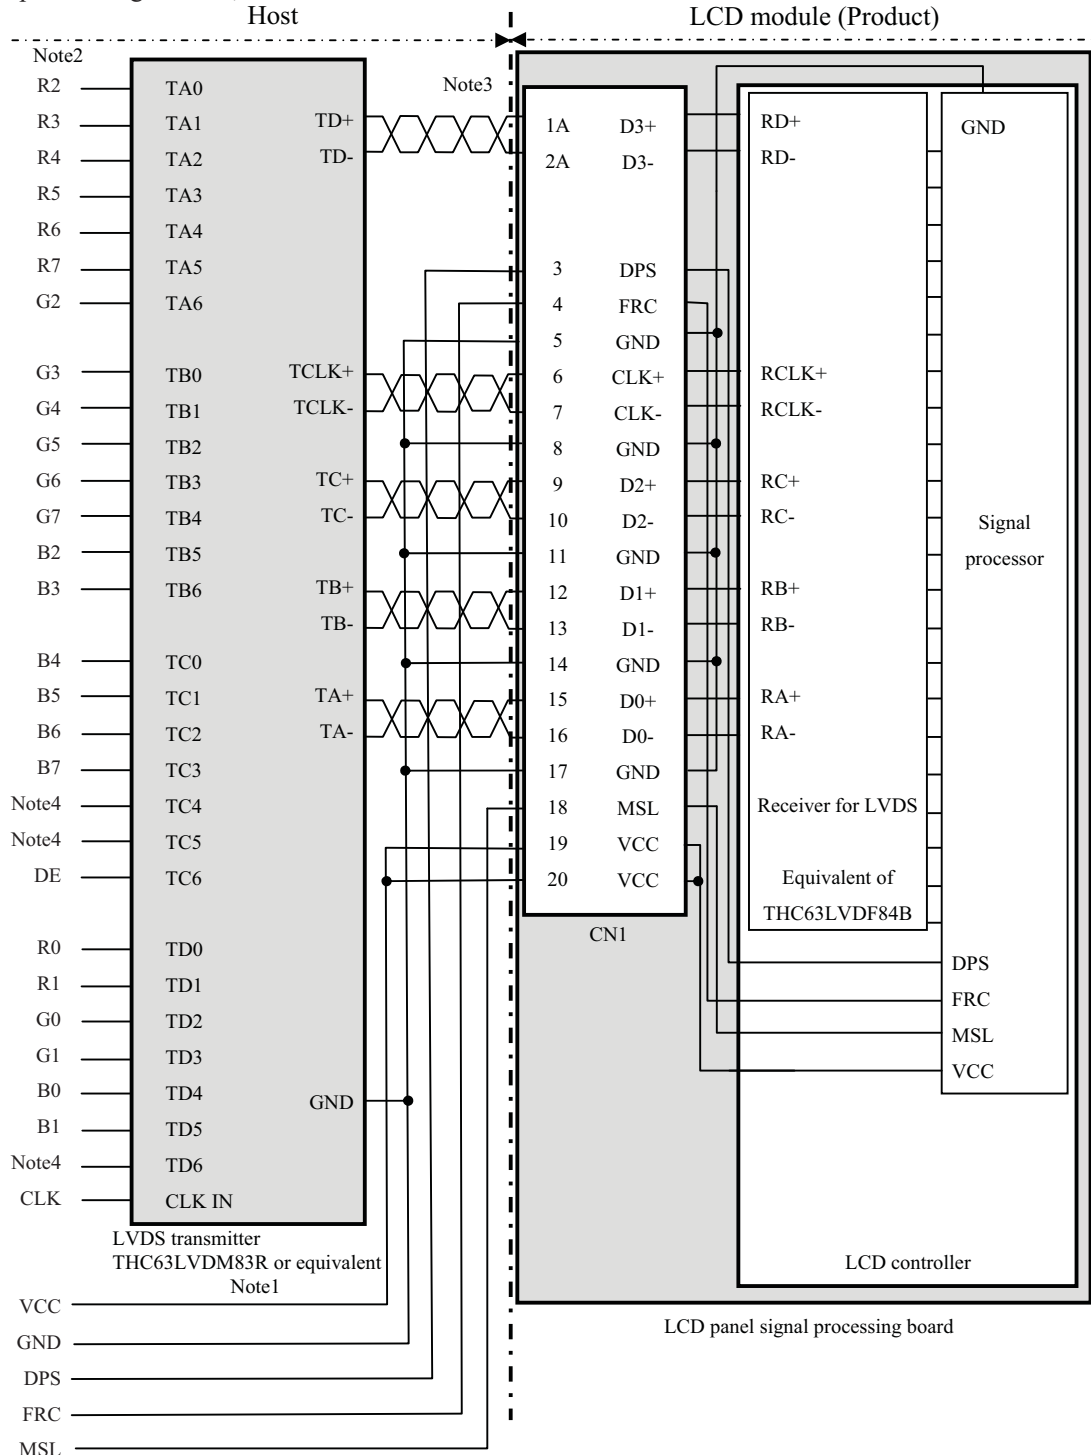 Host
LCD module (Product)
Note2
Note3
R2 TA0
R3 TA1 TD+ 1A D3+ RD+ GND
R4 TA2 TD- 2A D3- RD-
R5 TA3
R6 TA4
R7 TA5 3 DPS
G2 TA6 4 FRC
5 GND
G3 TB0 TCLK+ 6 CLK+ RCLK+
G4 TB1 TCLK- 7 CLK- RCLK-
G5 TB2 8 GND
G6 TB3 TC+ 9 D2+ RC+
G7 TB4 TC- 10 D2- RC- Signal
B2 TB5 11 GND processor
B3 TB6 TB+ 12 D1+ RB+
TB- 13 D1- RB-
B4 TC0 14 GND
B5 TC1 TA+ 15 D0+ RA+
B6 TC2 TA- 16 D0- RA-
B7 TC3 17 GND
Note4 TC4 18 MSL Receiver for LVDS
Note4 TC5 19 VCC
DE TC6 20 VCC Equivalent of
THC63LVDF84B
CN1
R0 TD0 DPS
R1 TD1 FRC
G0 TD2 MSL
G1 TD3 VCC
B0 TD4 GND
B1 TD5
Note4 TD6
CLK CLK IN
LVDS transmitter
THC63LVDM83R or equivalent
Note1
LCD controller
LCD panel signal processing board
VCC
GND
DPS
FRC
MSL